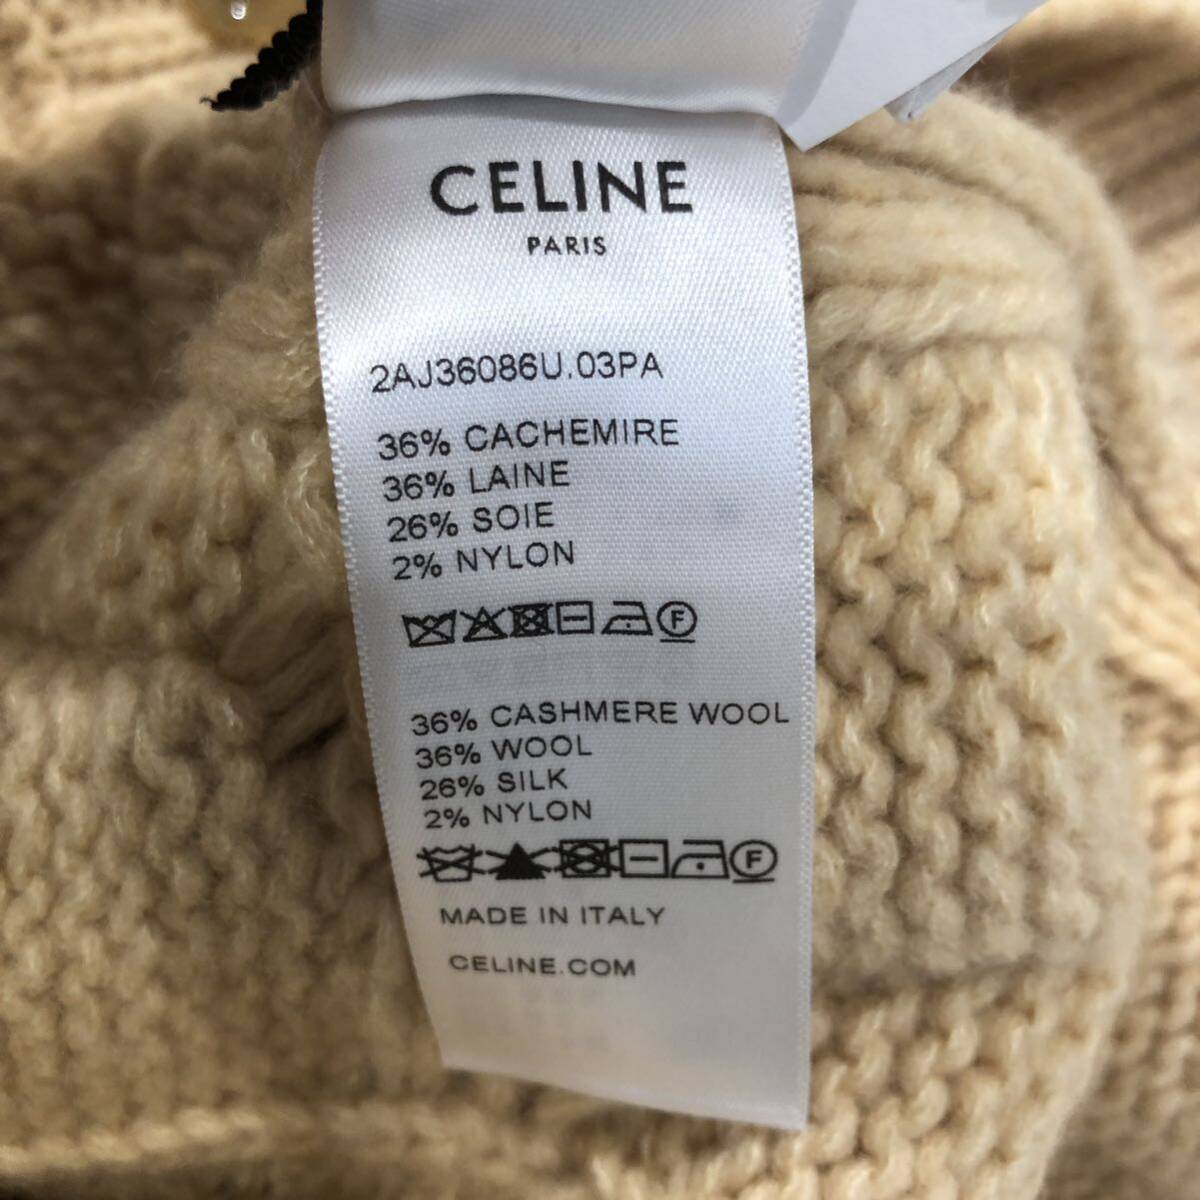 CELINE
PARIS
2AJ36086U.03PA
36% CACHEMIRE
36% LAINE
26% SOIE
2% NYLON
F
36% CASHMERE WOOL
36% WOOL
26% SILK
2% NYLON
F
MADE IN ITALY
CELINE.COM